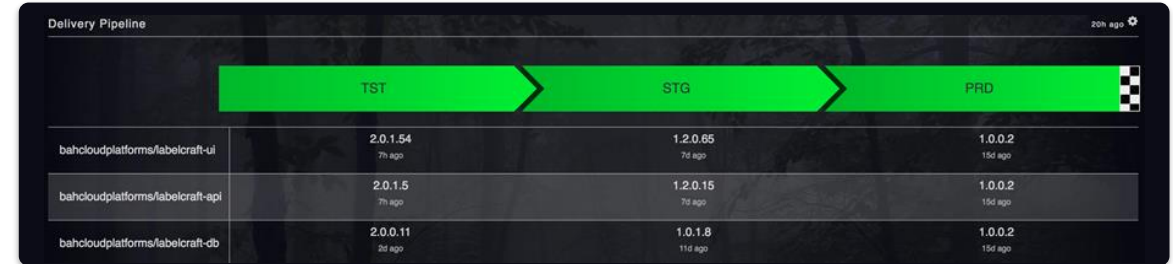 Delivery Pipeline
20h ago
TST STG PRD
2.0.1.54 1.2.0.65 1.0.0.2
bahcloudplatforms/labelcraft-ui
7h ago 7d ago 15d ago
2.0.1.5 1.2.0.15 1.0.0.2
bahcloudplatforms/labelcraft-api
7h ago 7d ago 15d ago
2.0.0.11 1.0.1.8 1.0.0.2
bahcloudplatforms/labelcraft-db
2d ago 11d ago 15d ago